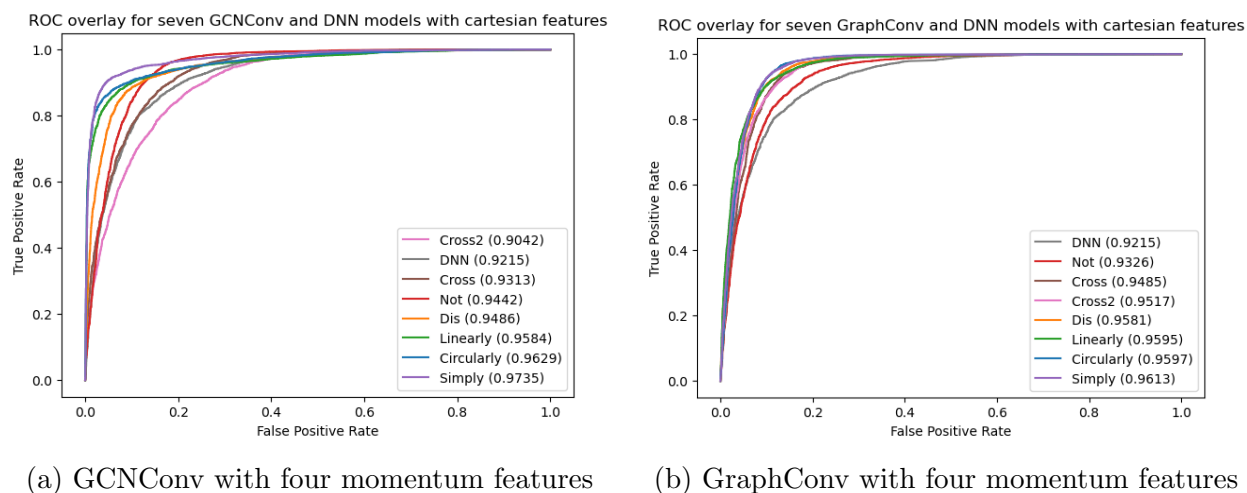 ROC overlay for seven GCNConv and DNN models with cartesian features
1.0
0.8
0.6
0.4
0.2
0.0
True Positive Rate
Cross2 (0.9042)
DNN (0.9215)
Cross (0.9313)
Not (0.9442)
Dis (0.9486)
Linearly (0.9584)
Circularly (0.9629)
Simply (0.9735)
0.0 0.2 0.4 0.6 0.8 1.0
False Positive Rate
(a) GCNConv with four momentum features
ROC overlay for seven GraphConv and DNN models with cartesian features
1.0
0.8
0.6
0.4
0.2
0.0
True Positive Rate
DNN (0.9215)
Not (0.9326)
Cross (0.9485)
Cross2 (0.9517)
Dis (0.9581)
Linearly (0.9595)
Circularly (0.9597)
Simply (0.9613)
0.0 0.2 0.4 0.6 0.8 1.0
False Positive Rate
(b) GraphConv with four momentum features